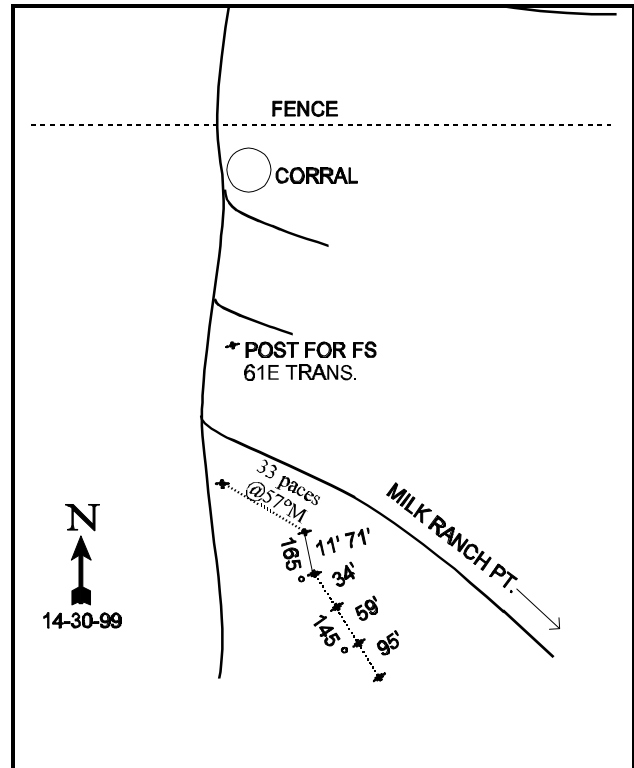 FENCE
CORRAL
POST FOR FS
61E TRANS.
33 paces
@57°M
MILK RANCH PT.
N
14-30-99
11' 71'
165°
34'
59'
145°
95'